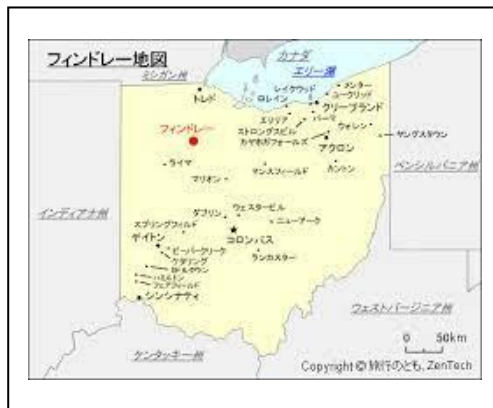 フィンドレー地図
カナダ
ミシガン州
エリー湖
トレド
レイクウッド
メンター
ユークリッド
ロレイン
クリーブランド
エリリア
パーマ
フィンドレー
ストロングスビル
ウォレン
カヤホガフォールズ
ヤングスタウン
アクロン
ライマ
マンスフィールド
カントン
ペンシルバニア州
マリオン
インディアナ州
ダブリン
ウェスタービル
ニューアーク
スプリングフィールド
コロンバス
デイトン
ビーバークリーク
ケタリング
ランカスター
ミドルタウン
ハミルトン
フェアフィールド
シンシナティ
ウェストバージニア州
ケンタッキー州
0 50km
Copyright © 旅行のとも、ZenTech